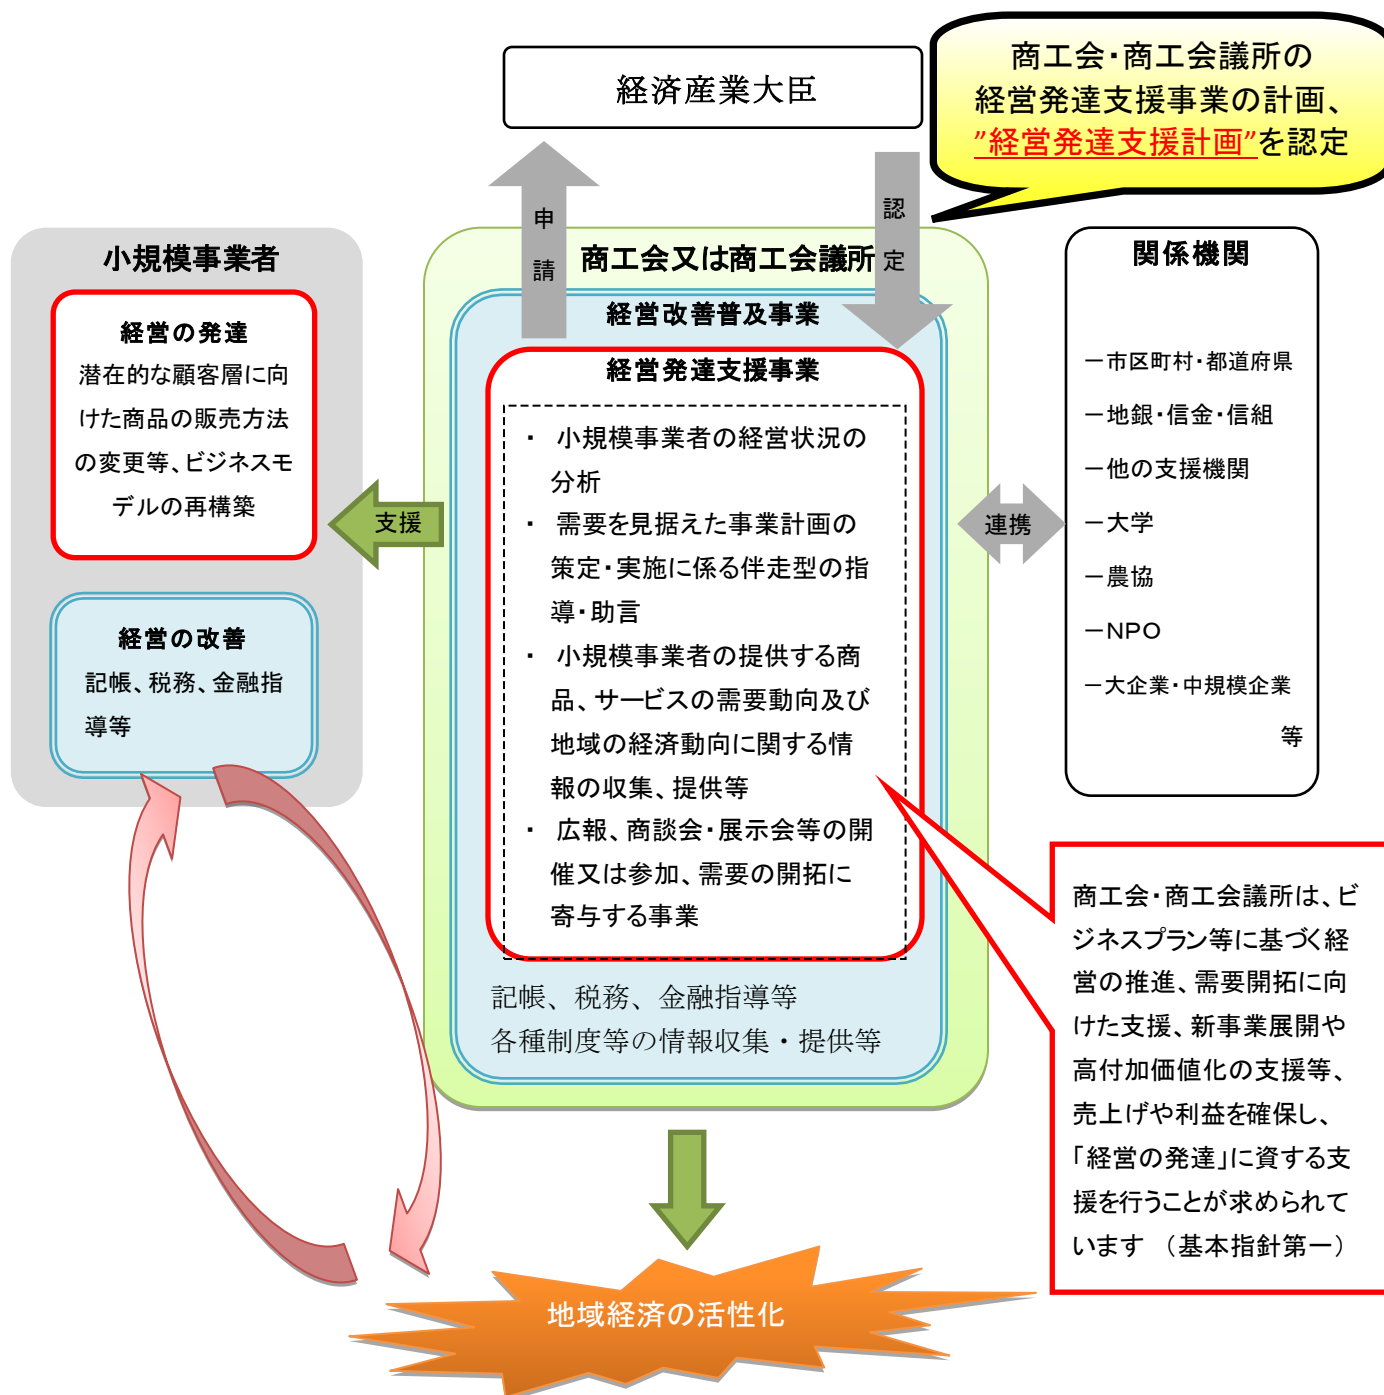 経済産業大臣
商工会・商工会議所の
経営発達支援事業の計画、
”経営発達支援計画”を認定
申
請
認
定
小規模事業者
経営の発達
潜在的な顧客層に向
けた商品の販売方法
の変更等、ビジネスモ
デルの再構築
経営の改善
記帳、税務、金融指
導等
支援
商工会又は商工会議所
経営改善普及事業
経営発達支援事業
・ 小規模事業者の経営状況の
分析
・ 需要を見据えた事業計画の
策定・実施に係る伴走型の指
導・助言
・ 小規模事業者の提供する商
品、サービスの需要動向及び
地域の経済動向に関する情
報の収集、提供等
・ 広報、商談会・展示会等の開
催又は参加、需要の開拓に
寄与する事業
記帳、税務、金融指導等
各種制度等の情報収集・提供等
連携
関係機関
－市区町村・都道府県
－地銀・信金・信組
－他の支援機関
－大学
－農協
－NPO
－大企業・中規模企業
等
商工会・商工会議所は、ビ
ジネスプラン等に基づく経
営の推進、需要開拓に向
けた支援、新事業展開や
高付加価値化の支援等、
売上げや利益を確保し、
「経営の発達」に資する支
援を行うことが求められて
います （基本指針第一）
地域経済の活性化